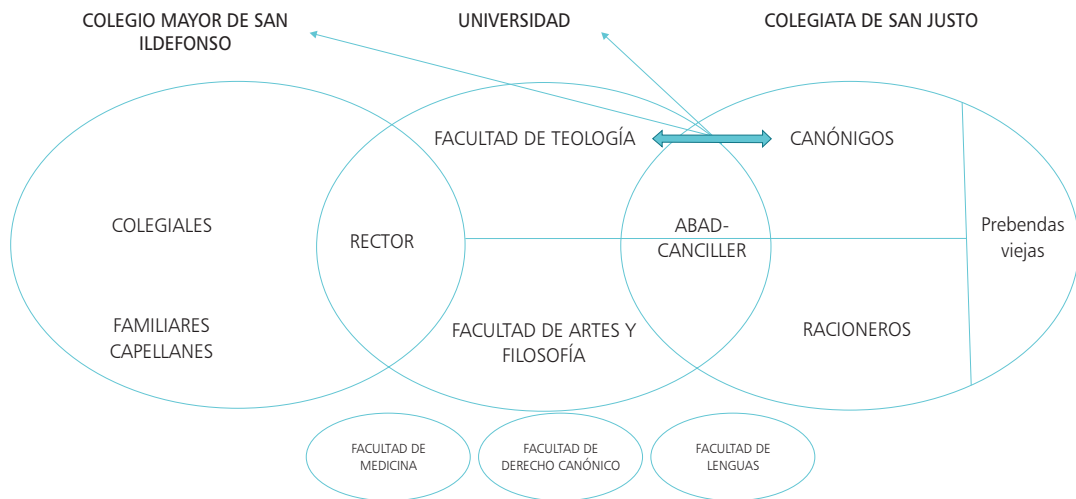 COLEGIO MAYOR DE SAN
ILDEFONSO
UNIVERSIDAD
COLEGIATA DE SAN JUSTO
FACULTAD DE TEOLOGÍA
CANÓNIGOS
COLEGIALES
RECTOR
ABAD-
CANCILLER
Prebendas
viejas
FAMILIARES
CAPELLANES
FACULTAD DE ARTES Y
FILOSOFÍA
RACIONEROS
FACULTAD DE
MEDICINA
FACULTAD DE
DERECHO CANÓNICO
FACULTAD DE
LENGUAS